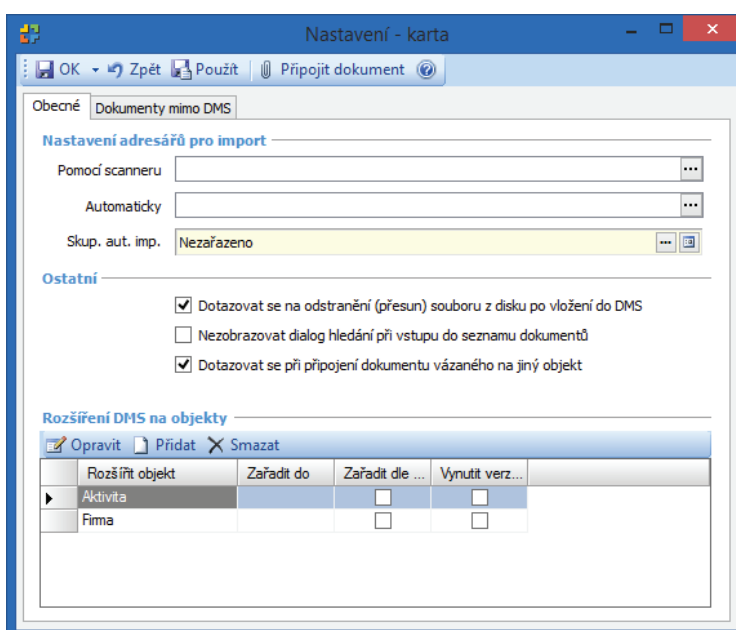 Nastavení - karta
OK Zpět Použít Připojit dokument
Obecné Dokumenty mimo DMS
Nastavení adresářů pro import
Pomocí scanneru ...
Automaticky ...
Skup. aut. imp. Nezařazeno ...
Ostatní
Dotazovat se na odstranění (přesun) souboru z disku po vložení do DMS
Nezobrazovat dialog hledání při vstupu do seznamu dokumentů
Dotazovat se při připojení dokumentu vázaného na jiný objekt
Rozšíření DMS na objekty
Opravit Přidat Smazat
Rozšířit objekt Zařadit do Zařadit dle ... Vynutit verz...
Aktivita
Firma